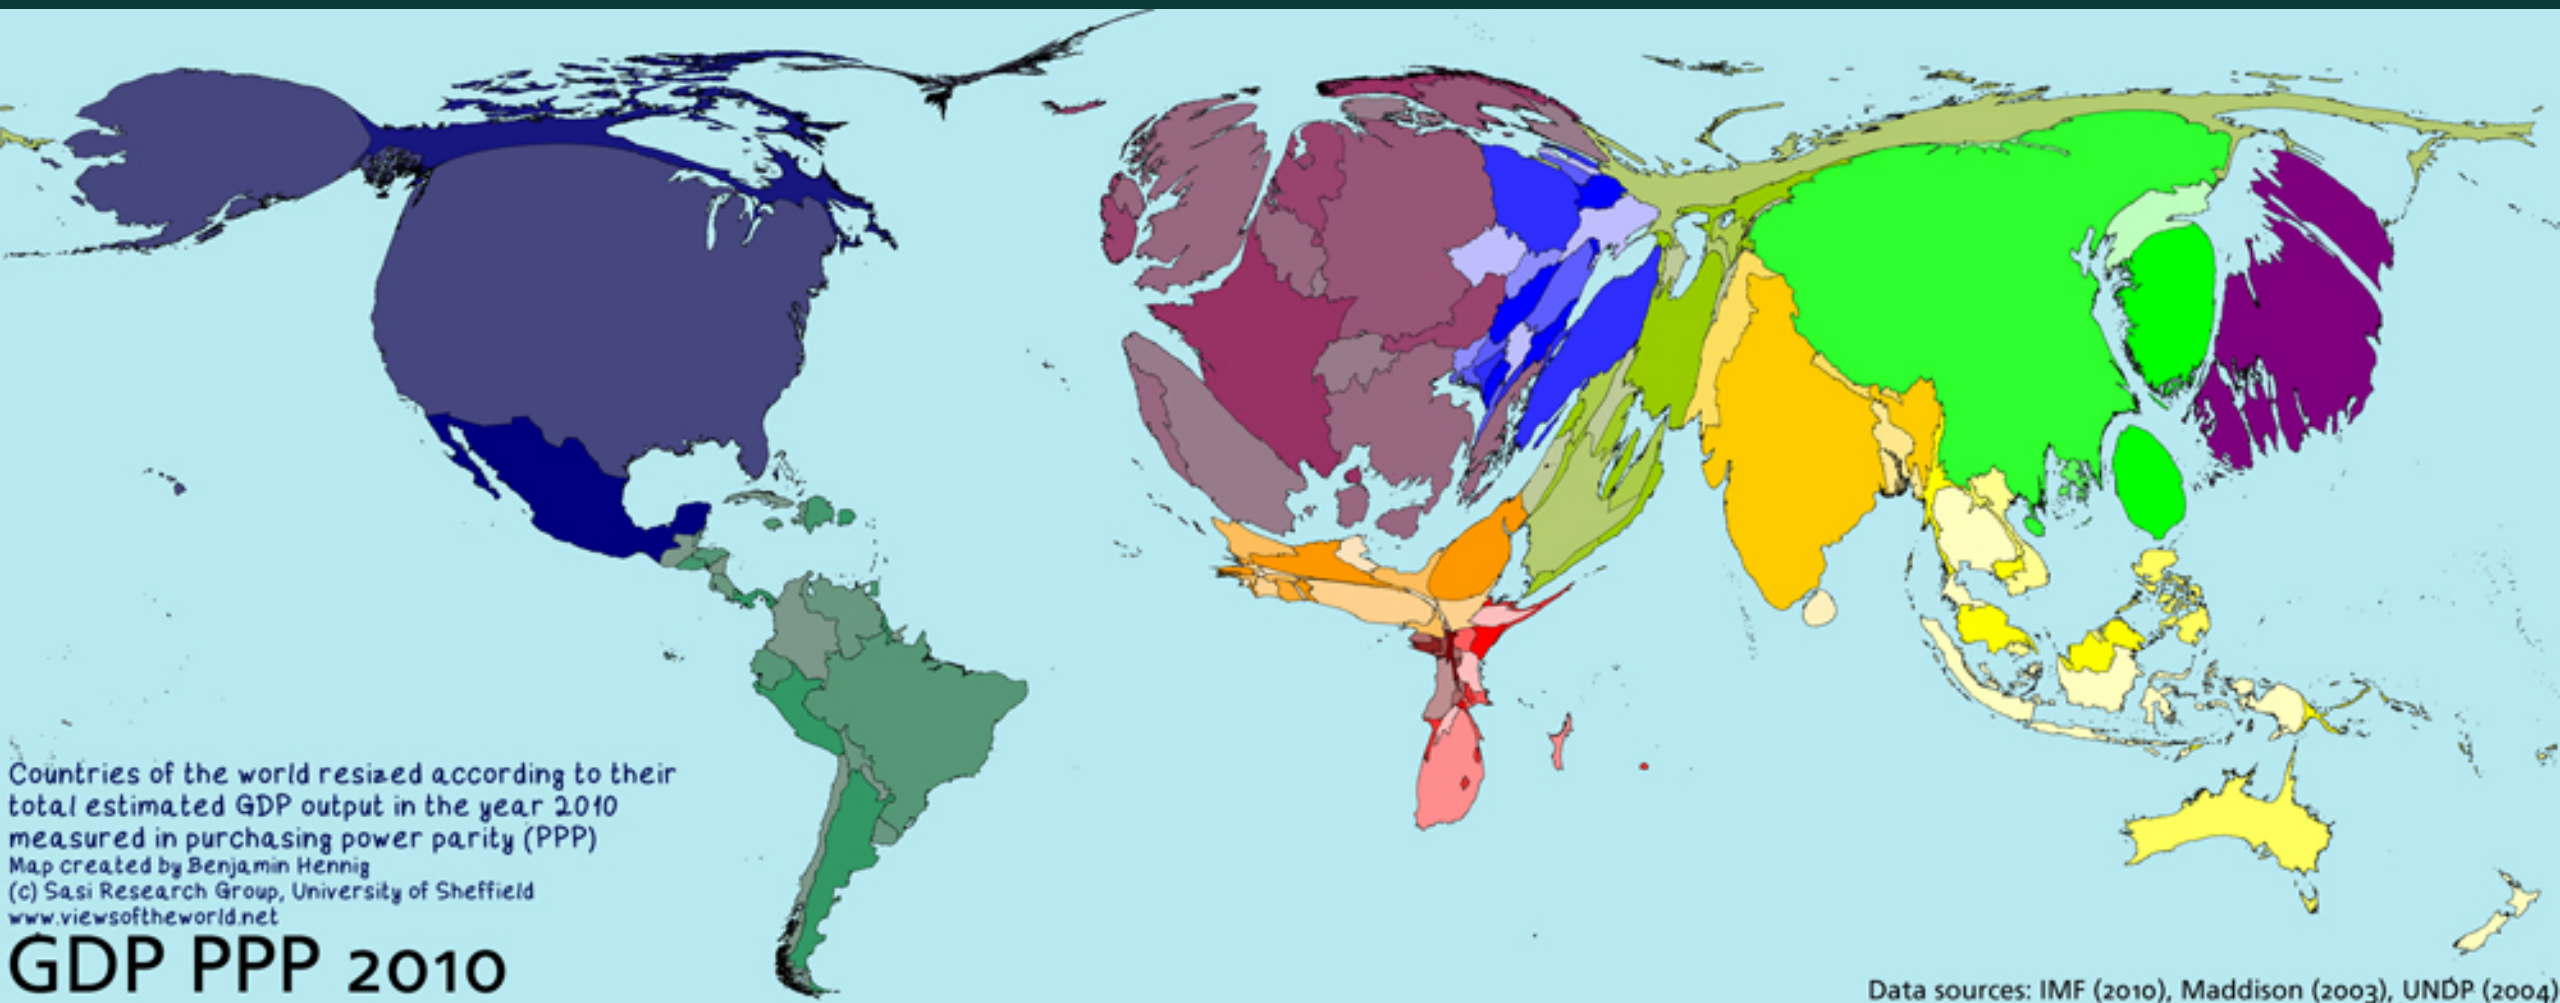 Countries of the world resized according to their
total estimated GDP output in the year 2010
measured in purchasing power parity (PPP)
Map created by Benjamin Hennig
(c) Sasi Research Group, University of Sheffield
www.viewsoftheworld.net
GDP PPP 2010
Data sources: IMF (2010), Maddison (2003), UNDP (2004)